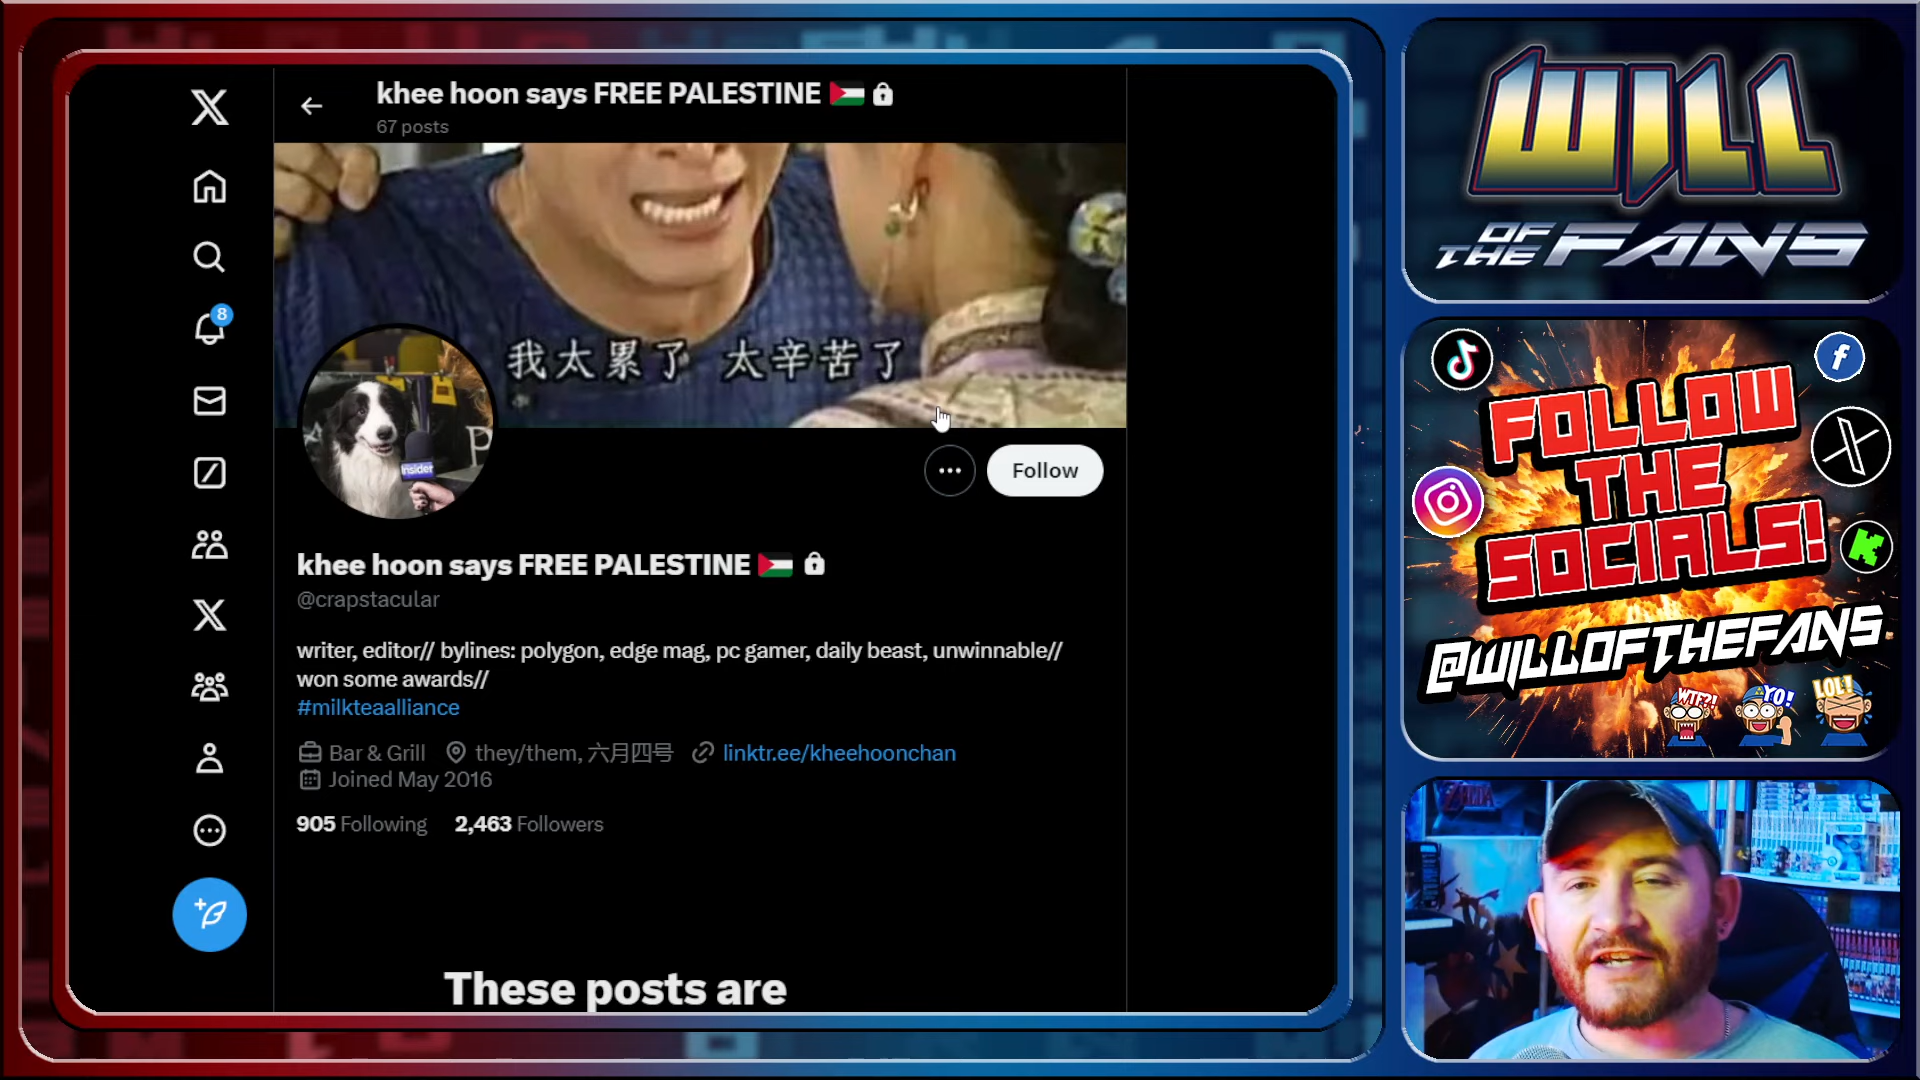 khee hoon says FREE PALESTINE
67 posts
我太累了 太辛苦了
Insider
8
Follow
khee hoon says FREE PALESTINE
@crapstacular
writer, editor// bylines: polygon, edge mag, pc gamer, daily beast, unwinnable//
won some awards//
#milkteaalliance
Bar & Grill they/them, 六月四号 linktr.ee/kheehoonchan
Joined May 2016
905 Following 2,463 Followers
These posts are
WILL
OF THE FANS
FOLLOW
THE
SOCIALS!
@WILLOFTHEFANS
WTF?! YO! LOL!